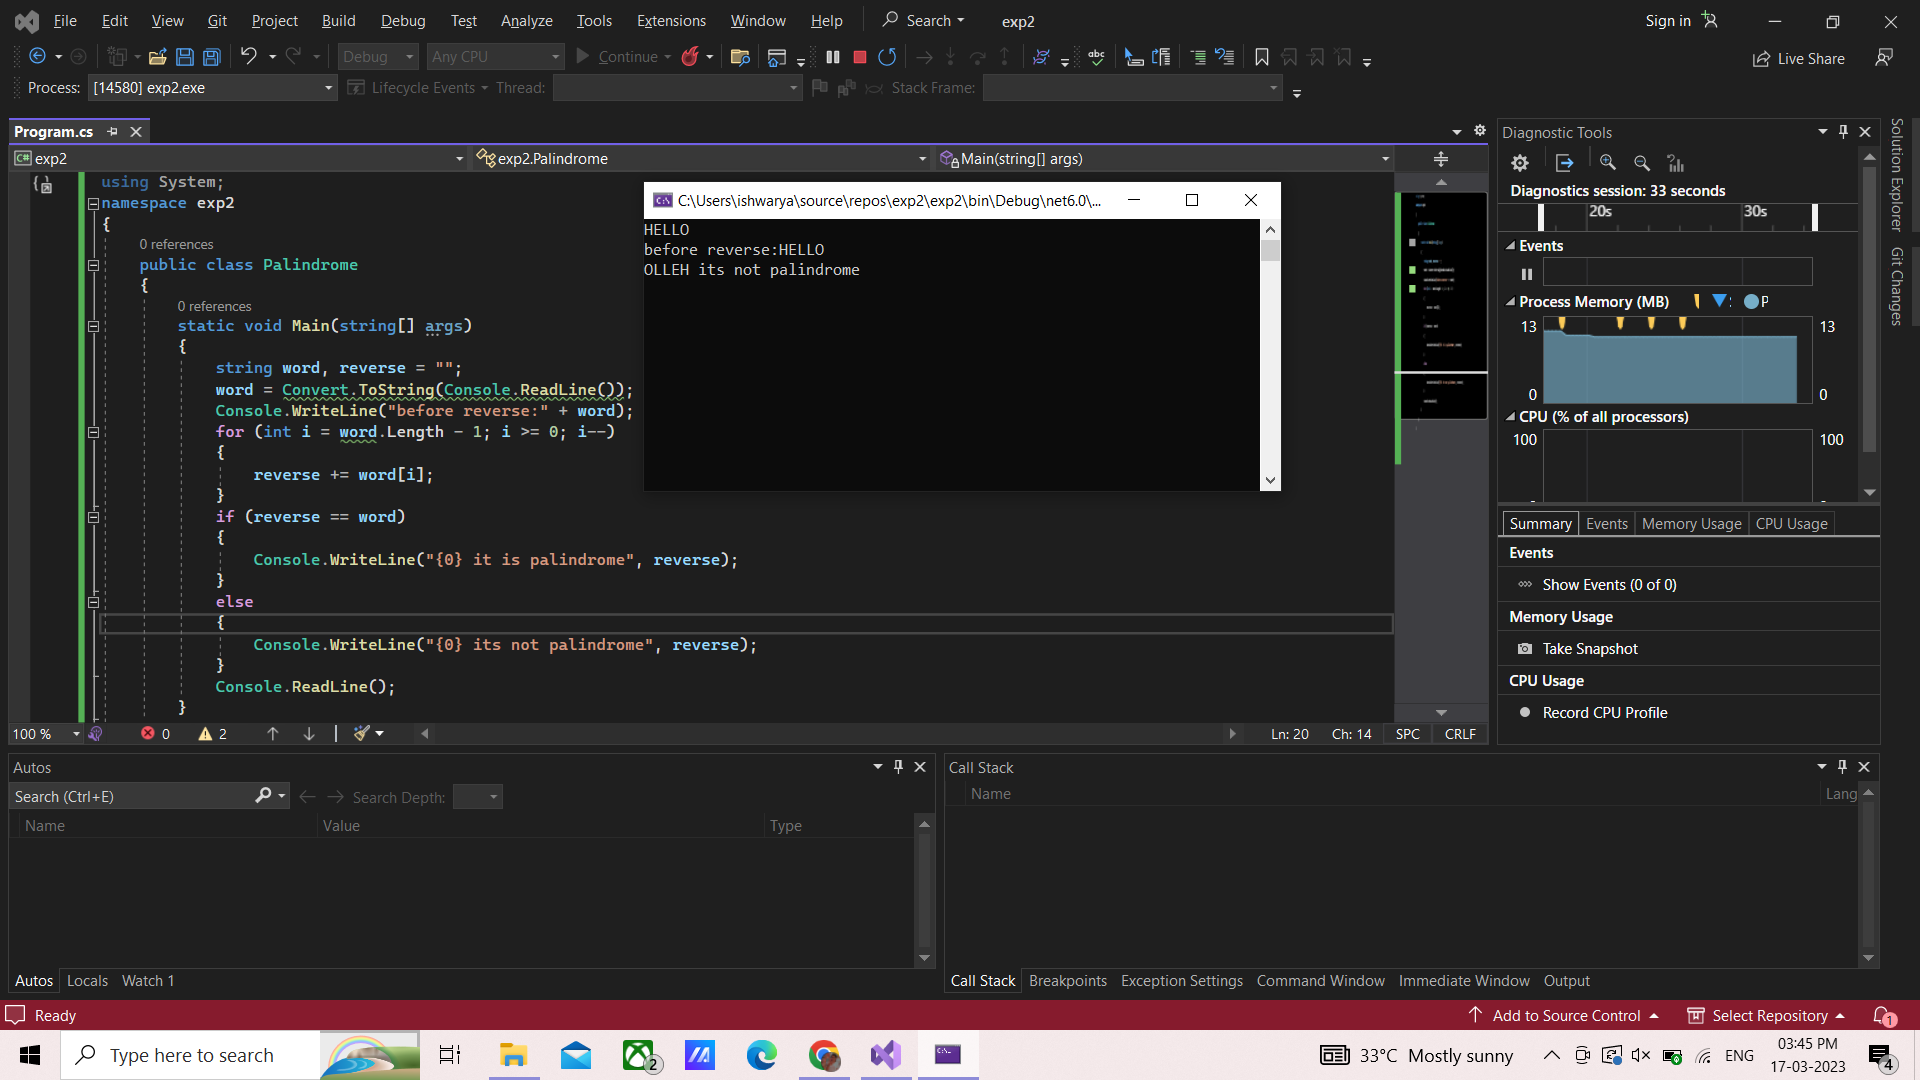 File Edit View Git Project Build Debug Test Analyze Tools Extensions Window Help Search exp2 Sign in
Debug Any CPU Continue abc Live Share
Process: [14580] exp2.exe Lifecycle Events Thread: Stack Frame:
Program.cs
C# exp2 exp2.Palindrome Main(string[] args)
using System;
namespace exp2
{
0 references
public class Palindrome
{
0 references
static void Main(string[] args)
{
string word, reverse = "";
word = Convert.ToString(Console.ReadLine());
Console.WriteLine("before reverse:" + word);
for (int i = word.Length - 1; i >= 0; i--)
{
reverse += word[i];
}
if (reverse == word)
{
Console.WriteLine("{0} it is palindrome", reverse);
}
else
{
Console.WriteLine("{0} its not palindrome", reverse);
}
Console.ReadLine();
}
C:\Users\ishwarya\source\repos\exp2\exp2\bin\Debug\net6.0\...
HELLO
before reverse:HELLO
OLLEH its not palindrome
100 % 0 2 Ln: 20 Ch: 14 SPC CRLF
Diagnostic Tools
Diagnostics session: 33 seconds
20s 30s
Events
Process Memory (MB) P
13 13
0 0
CPU (% of all processors)
100 100
Summary Events Memory Usage CPU Usage
Events
Show Events (0 of 0)
Memory Usage
Take Snapshot
CPU Usage
Record CPU Profile
Solution Explorer
Git Changes
Autos
Search (Ctrl+E) Search Depth:
Name Value Type
Autos Locals Watch 1
Call Stack
Name Lang
Call Stack Breakpoints Exception Settings Command Window Immediate Window Output
Ready Add to Source Control Select Repository 1
Type here to search 2 33°C Mostly sunny ENG 03:45 PM
17-03-2023 4